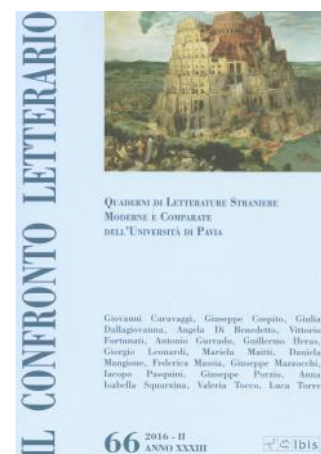 IL CONFRONTO LETTERARIO
QUADERNI DI LETTERATURE STRANIERE
MODERNE E COMPARATE
DELL'UNIVERSITÀ DI PAVIA
Giovanni Caravaggi, Giuseppe Cospito, Giulia
Dallagiovanna, Angela Di Benedetto, Vittorio
Fortunati, Antonio Gurrado, Guillermo Heras,
Giorgio Leonardi, Mariela Maitti, Daniela
Mangione, Federica Massia, Giuseppe Mazzocchi,
Iacopo Pasquini, Giuseppe Porzio, Anna
Isabella Squarzina, Valeria Tocco, Luca Torre
66 2016 - II
ANNO XXXIII
Ibis